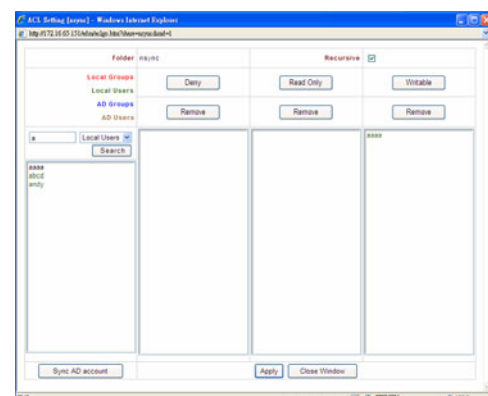 ACL Setting [nsync] - Windows Internet Explorer
Folder nsync Recursive
Local Groups
Local Users
Deny Read Only Writable
AD Groups
AD Users
Remove Remove Remove
a Local Users
Search
aaaa
abcd
andy
aaaa
Sync AD account Apply Close Window